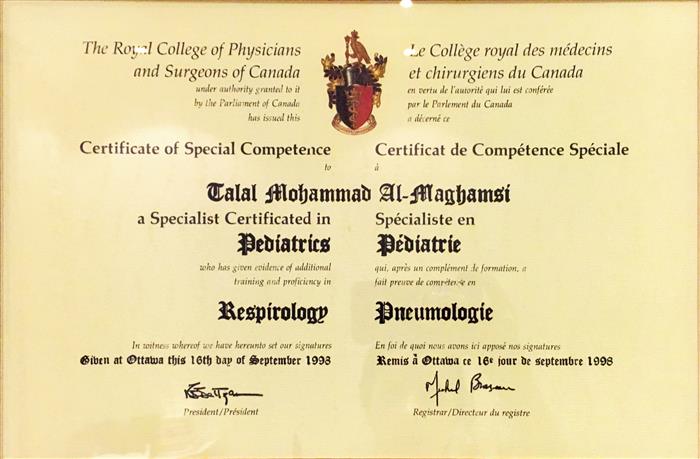 The Royal College of Physicians
and Surgeons of Canada
under authority granted to it
by the Parliament of Canada
has issued this
Certificate of Special Competence
to
Le Collège royal des médecins
et chirurgiens du Canada
en vertu de l'autorité qui lui est conférée
par le Parlement du Canada
a décerné ce
Certificat de Compétence Spéciale
à
Talal Mohammad Al-Maghamsi
a Specialist Certificated in
Pediatrics
who has given evidence of additional
training and proficiency in
Respirology
In witness whereof we have hereunto set our signatures
Given at Ottawa this 16th day of September 1998
President/Président
Spécialiste en
Pédiatrie
qui, après un complément de formation, a
fait preuve de compétence en
Pneumologie
En foi de quoi nous avons ici apposé nos signatures
Remis à Ottawa ce 16e jour de septembre 1998
Registrar/Directeur du registre